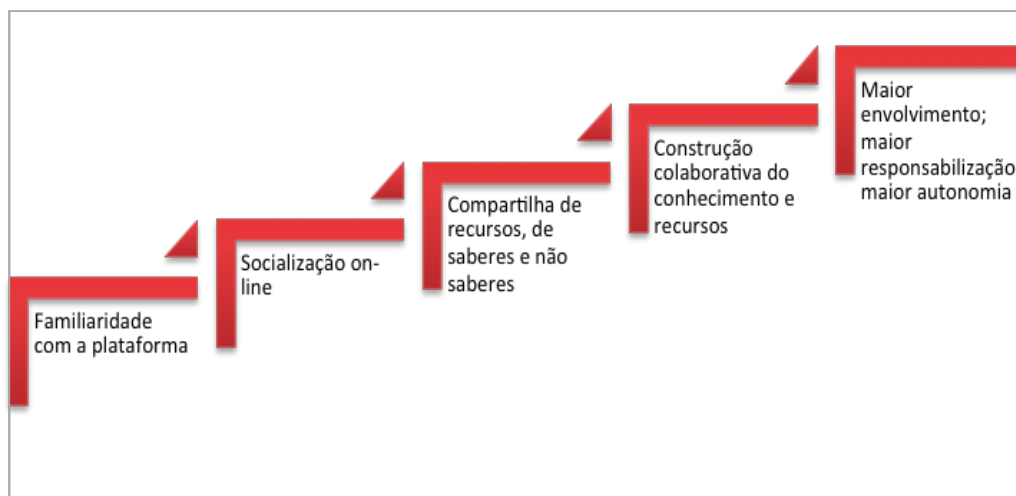 Familiaridade
com a plataforma
Socialização on-
line
Compartilha de
recursos, de
saberes e não
saberes
Construção
colaborativa do
conhecimento e
recursos
Maior
envolvimento;
maior
responsabilização
maior autonomia